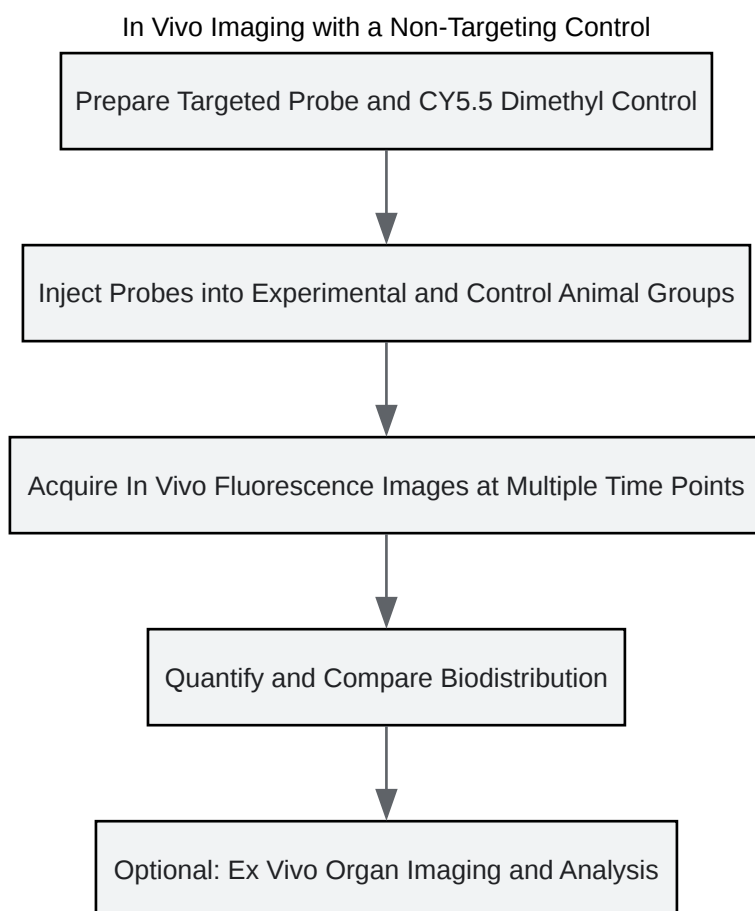 In Vivo Imaging with a Non-Targeting Control
Prepare Targeted Probe and CY5.5 Dimethyl Control
Inject Probes into Experimental and Control Animal Groups
Acquire In Vivo Fluorescence Images at Multiple Time Points
Quantify and Compare Biodistribution
Optional: Ex Vivo Organ Imaging and Analysis